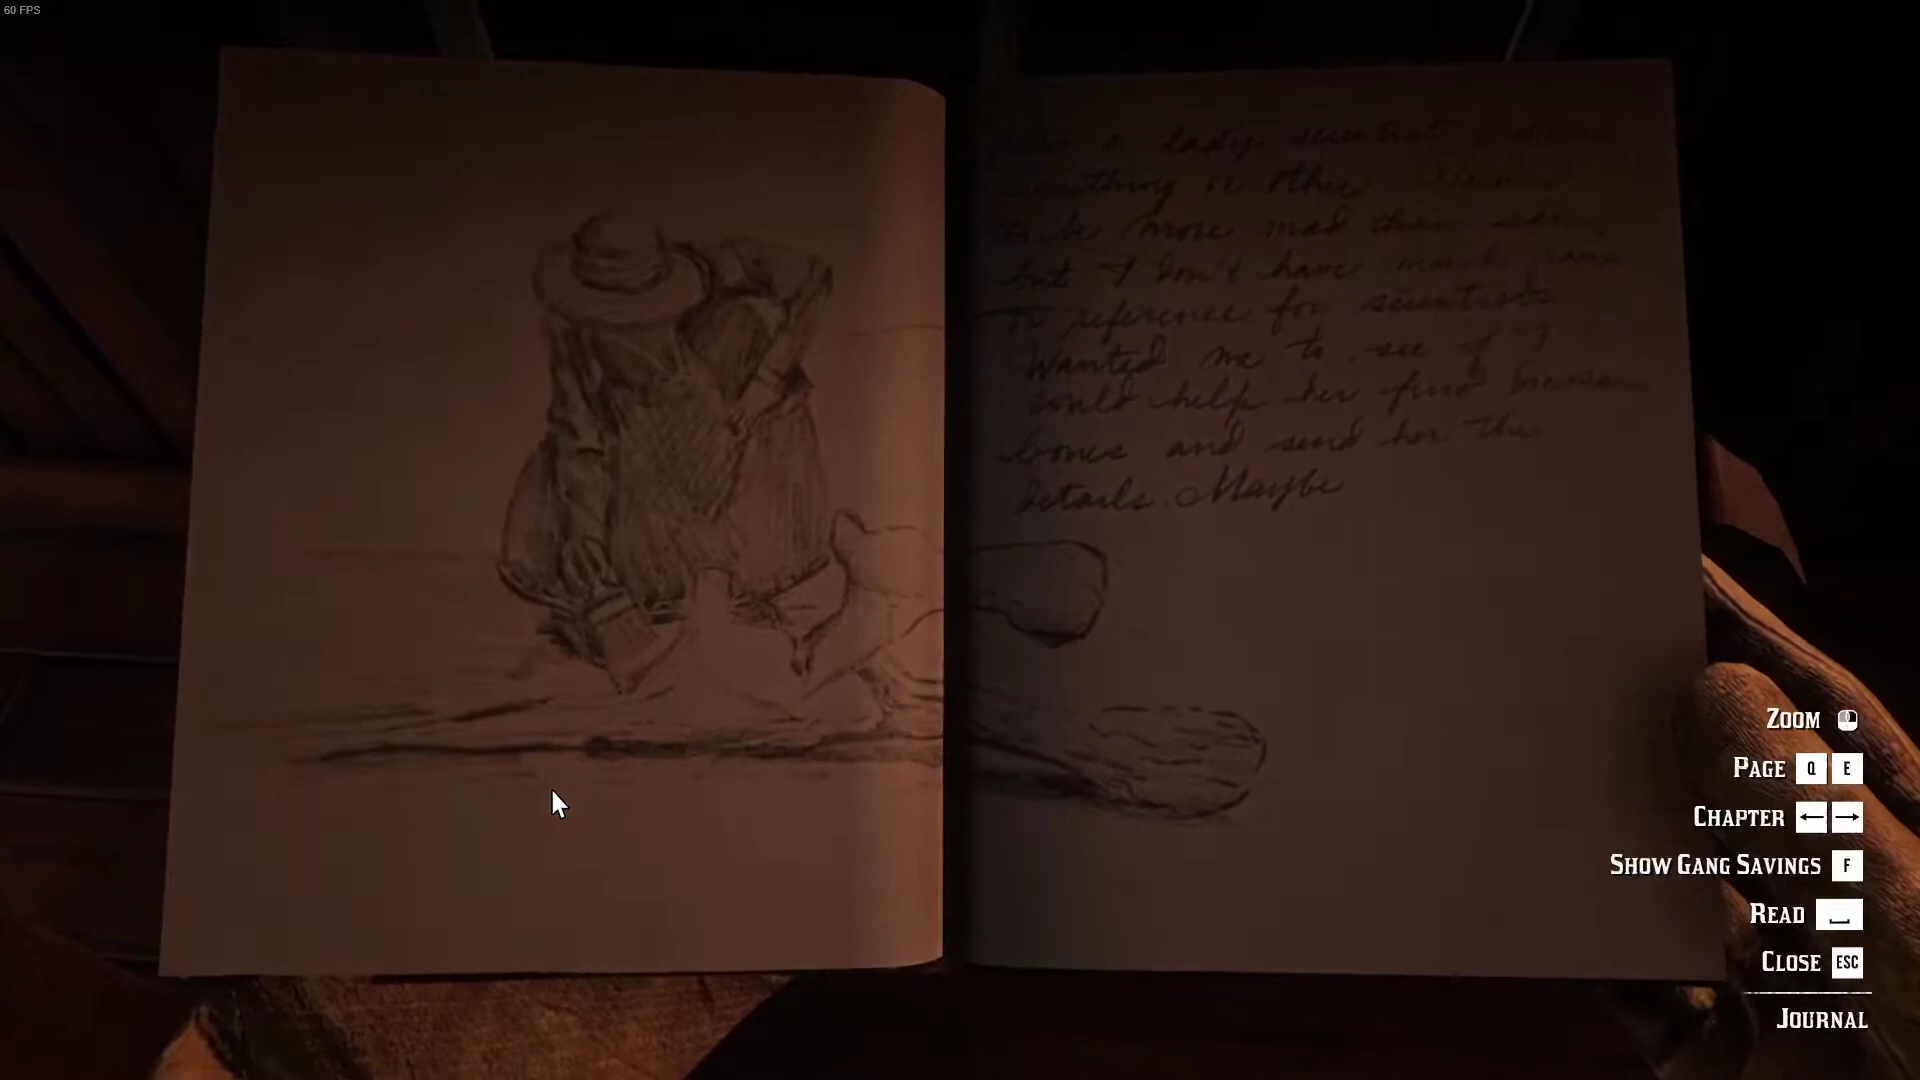 60 FPS
a lady scientist
something or other
to be more mad than
but I don't have much frame
of reference for scientists
Wanted me to see if I
could help her find
bones and send her the
details. Maybe
ZOOM
PAGE Q E
CHAPTER ← →
SHOW GANG SAVINGS F
READ
CLOSE ESC
JOURNAL